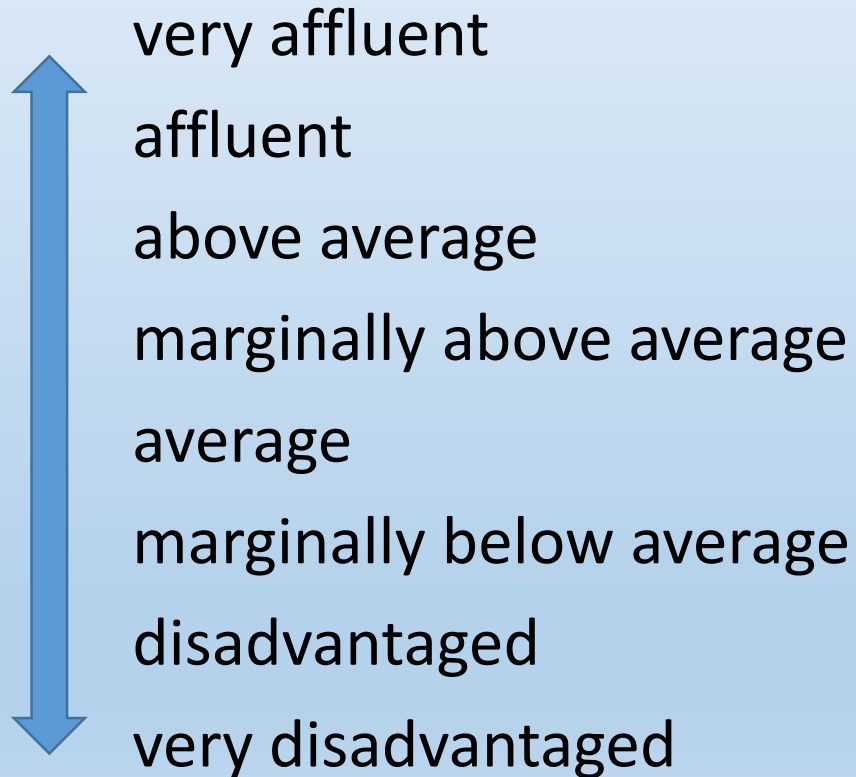 very affluent
affluent
above average
marginally above average
average
marginally below average
disadvantaged
very disadvantaged